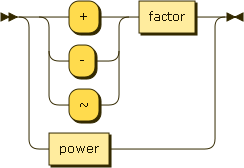 + factor
-
~
power